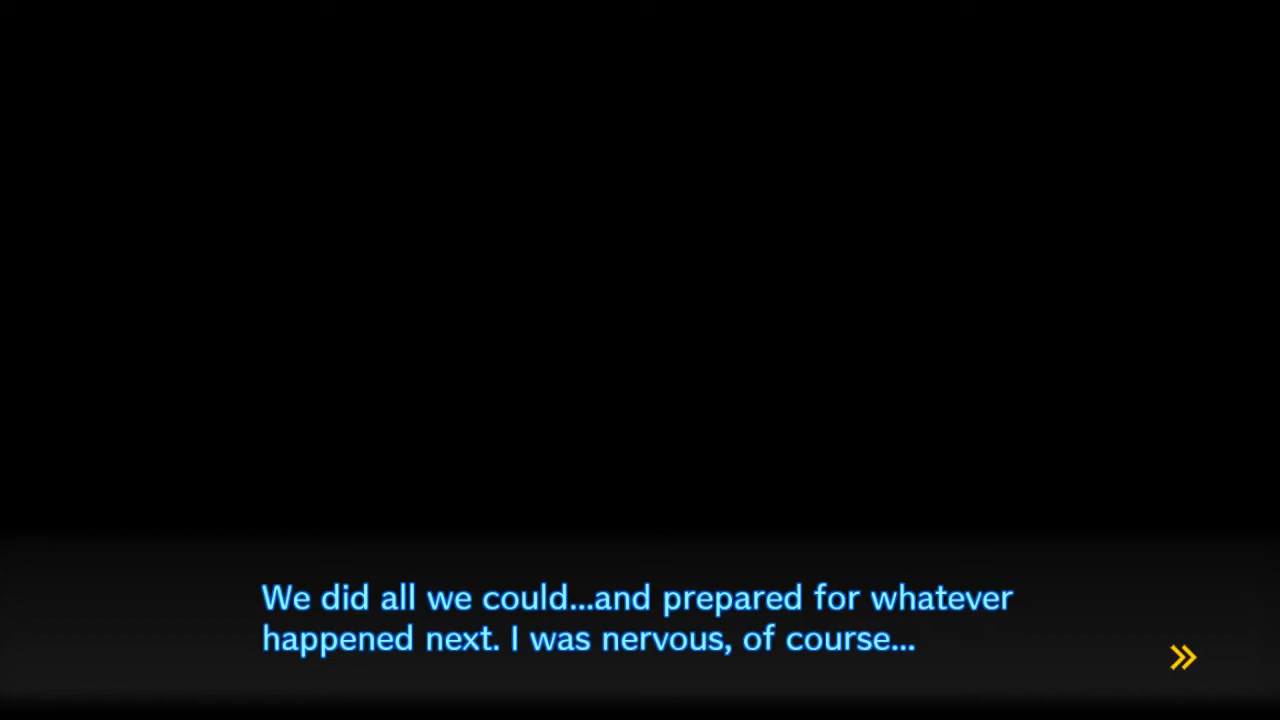 We did all we could...and prepared for whatever
happened next. I was nervous, of course...